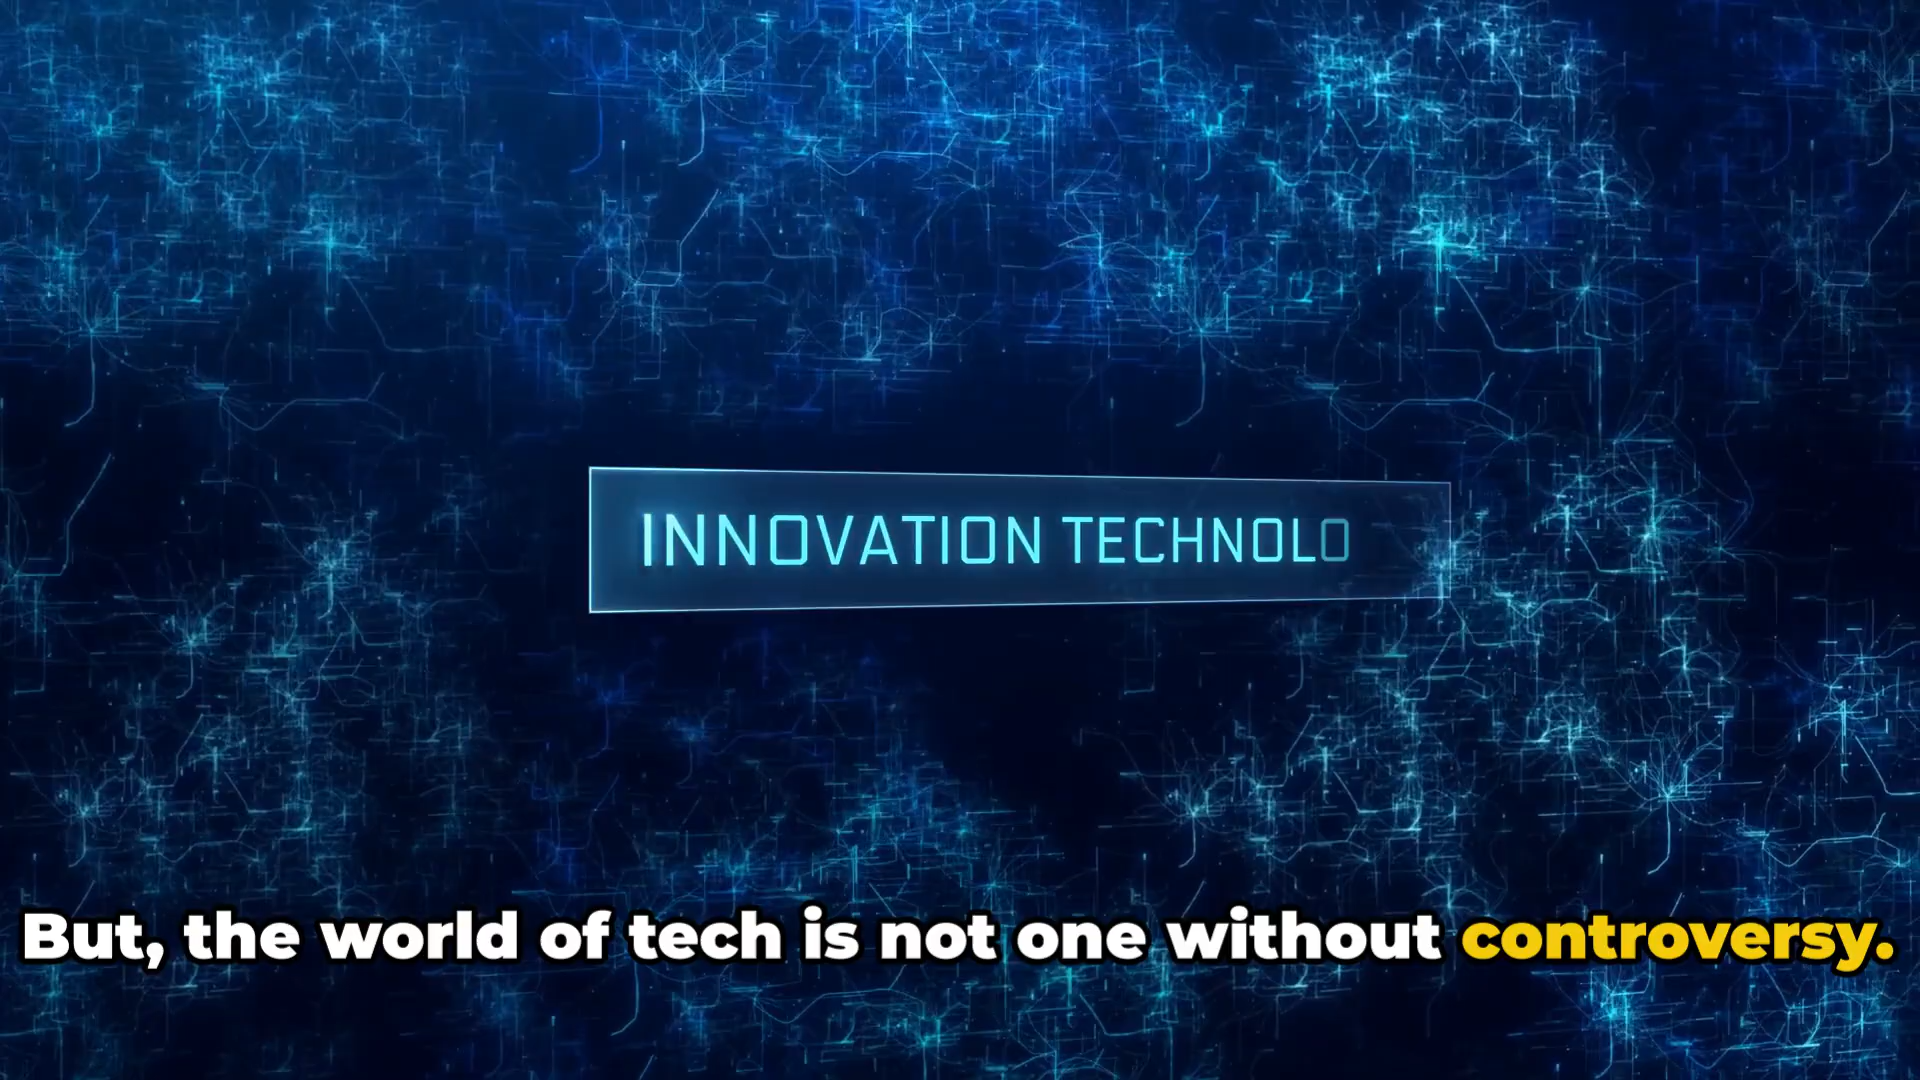 INNOVATION TECHNOLO
But, the world of tech is not one without controversy.